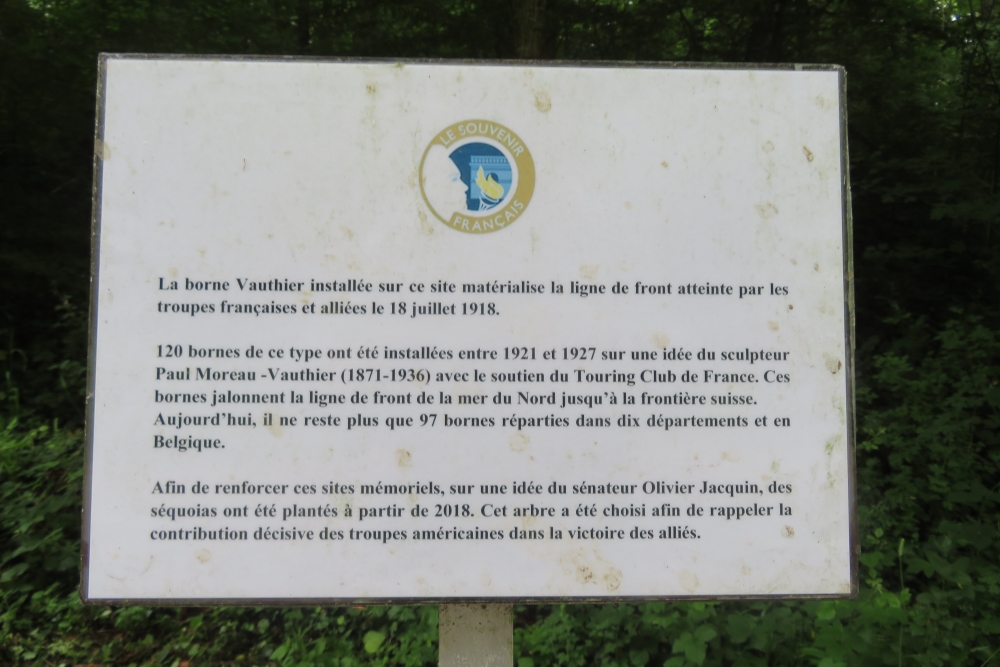 LE SOUVENIR
FRANÇAIS
La borne Vauthier installée sur ce site matérialise la ligne de front atteinte par les
troupes françaises et alliées le 18 juillet 1918.
120 bornes de ce type ont été installées entre 1921 et 1927 sur une idée du sculpteur
Paul Moreau -Vauthier (1871-1936) avec le soutien du Touring Club de France. Ces
bornes jalonnent la ligne de front de la mer du Nord jusqu'à la frontière suisse.
Aujourd'hui, il ne reste plus que 97 bornes réparties dans dix départements et en
Belgique.
Afin de renforcer ces sites mémoriels, sur une idée du sénateur Olivier Jacquin, des
séquoias ont été plantés à partir de 2018. Cet arbre a été choisi afin de rappeler la
contribution décisive des troupes américaines dans la victoire des alliés.